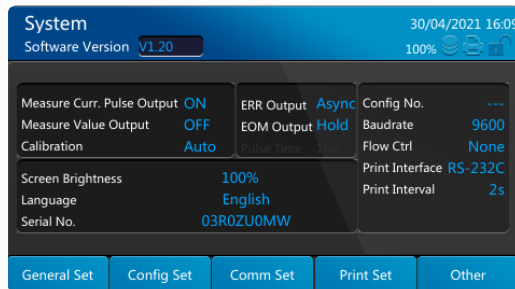 System
30/04/2021 16:09
Software Version V1.20
100%
Measure Curr. Pulse Output ON
Measure Value Output OFF
Calibration Auto
ERR Output Async
EOM Output Hold
Pulse Time 1ms
Config No. ---
Baudrate 9600
Flow Ctrl None
Print Interface RS-232C
Print Interval 2s
Screen Brightness 100%
Language English
Serial No. 03R0ZU0MW
General Set
Config Set
Comm Set
Print Set
Other